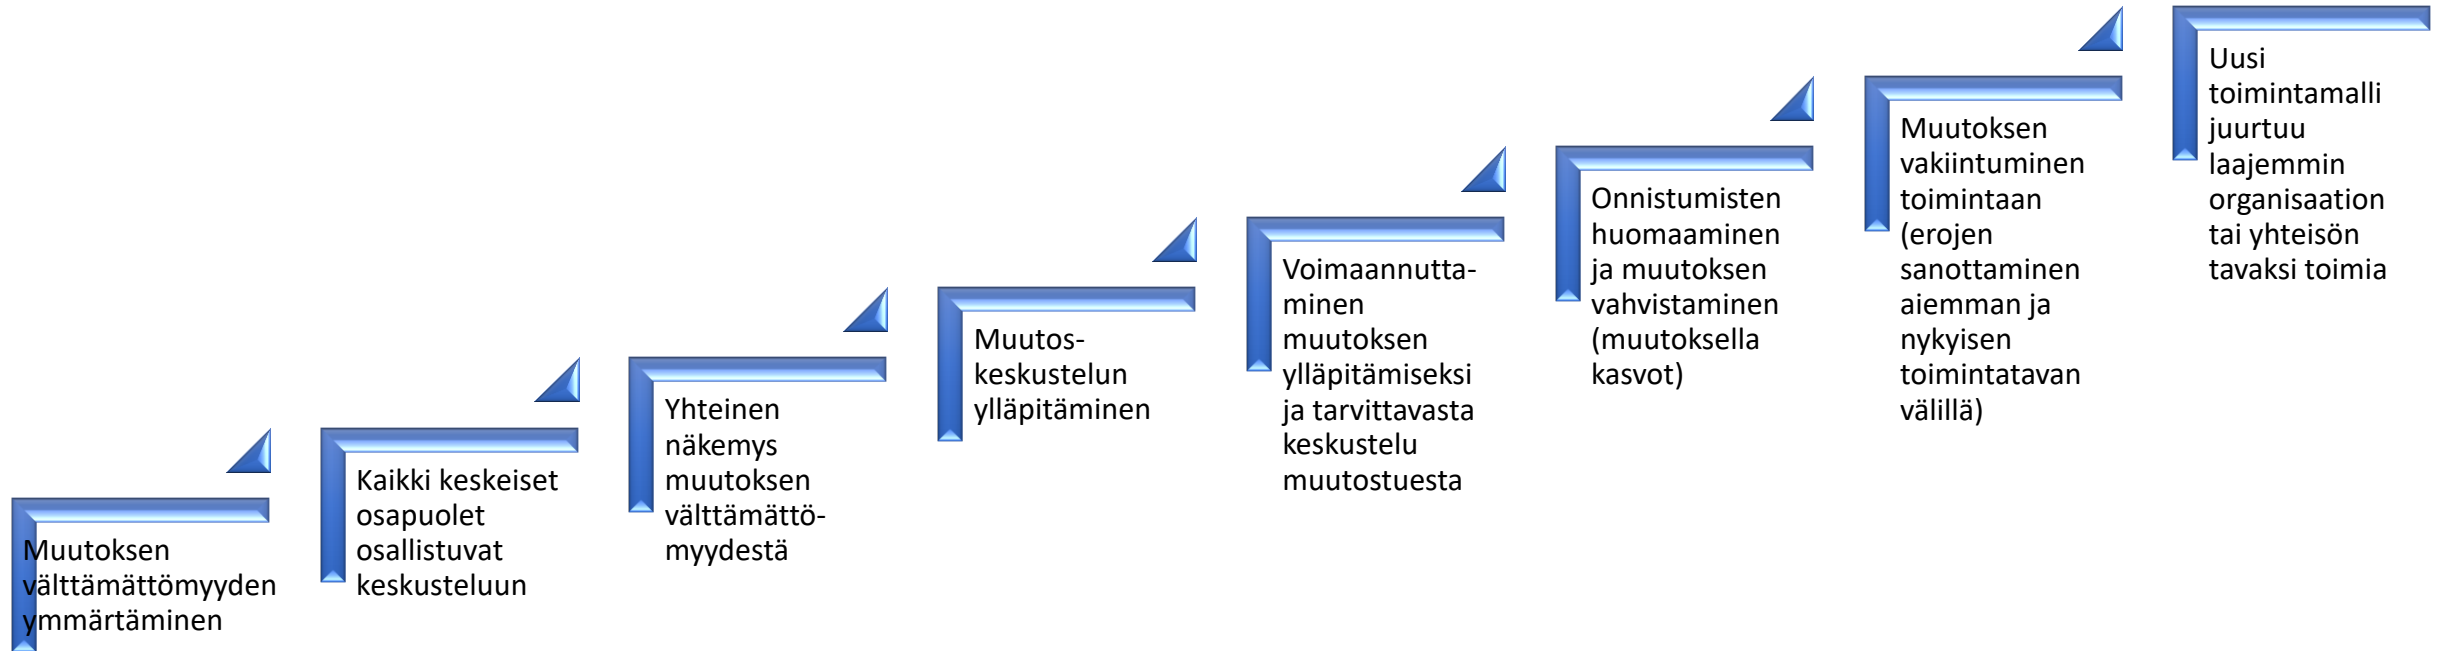 Muutoksen
välttämättömyyden
ymmärtäminen
Kaikki keskeiset
osapuolet
osallistuvat
keskusteluun
Yhteinen
näkemys
muutoksen
välttämättö-
myydestä
Muutos-
keskustelun
ylläpitäminen
Voimaannutta-
minen
muutoksen
ylläpitämiseksi
ja tarvittavasta
keskustelu
muutostuesta
Onnistumisten
huomaaminen
ja muutoksen
vahvistaminen
(muutoksella
kasvot)
Muutoksen
vakiintuminen
toimintaan
(erojen
sanottaminen
aiemman ja
nykyisen
toimintatavan
välillä)
Uusi
toimintamalli
juurtuu
laajemmin
organisaation
tai yhteisön
tavaksi toimia